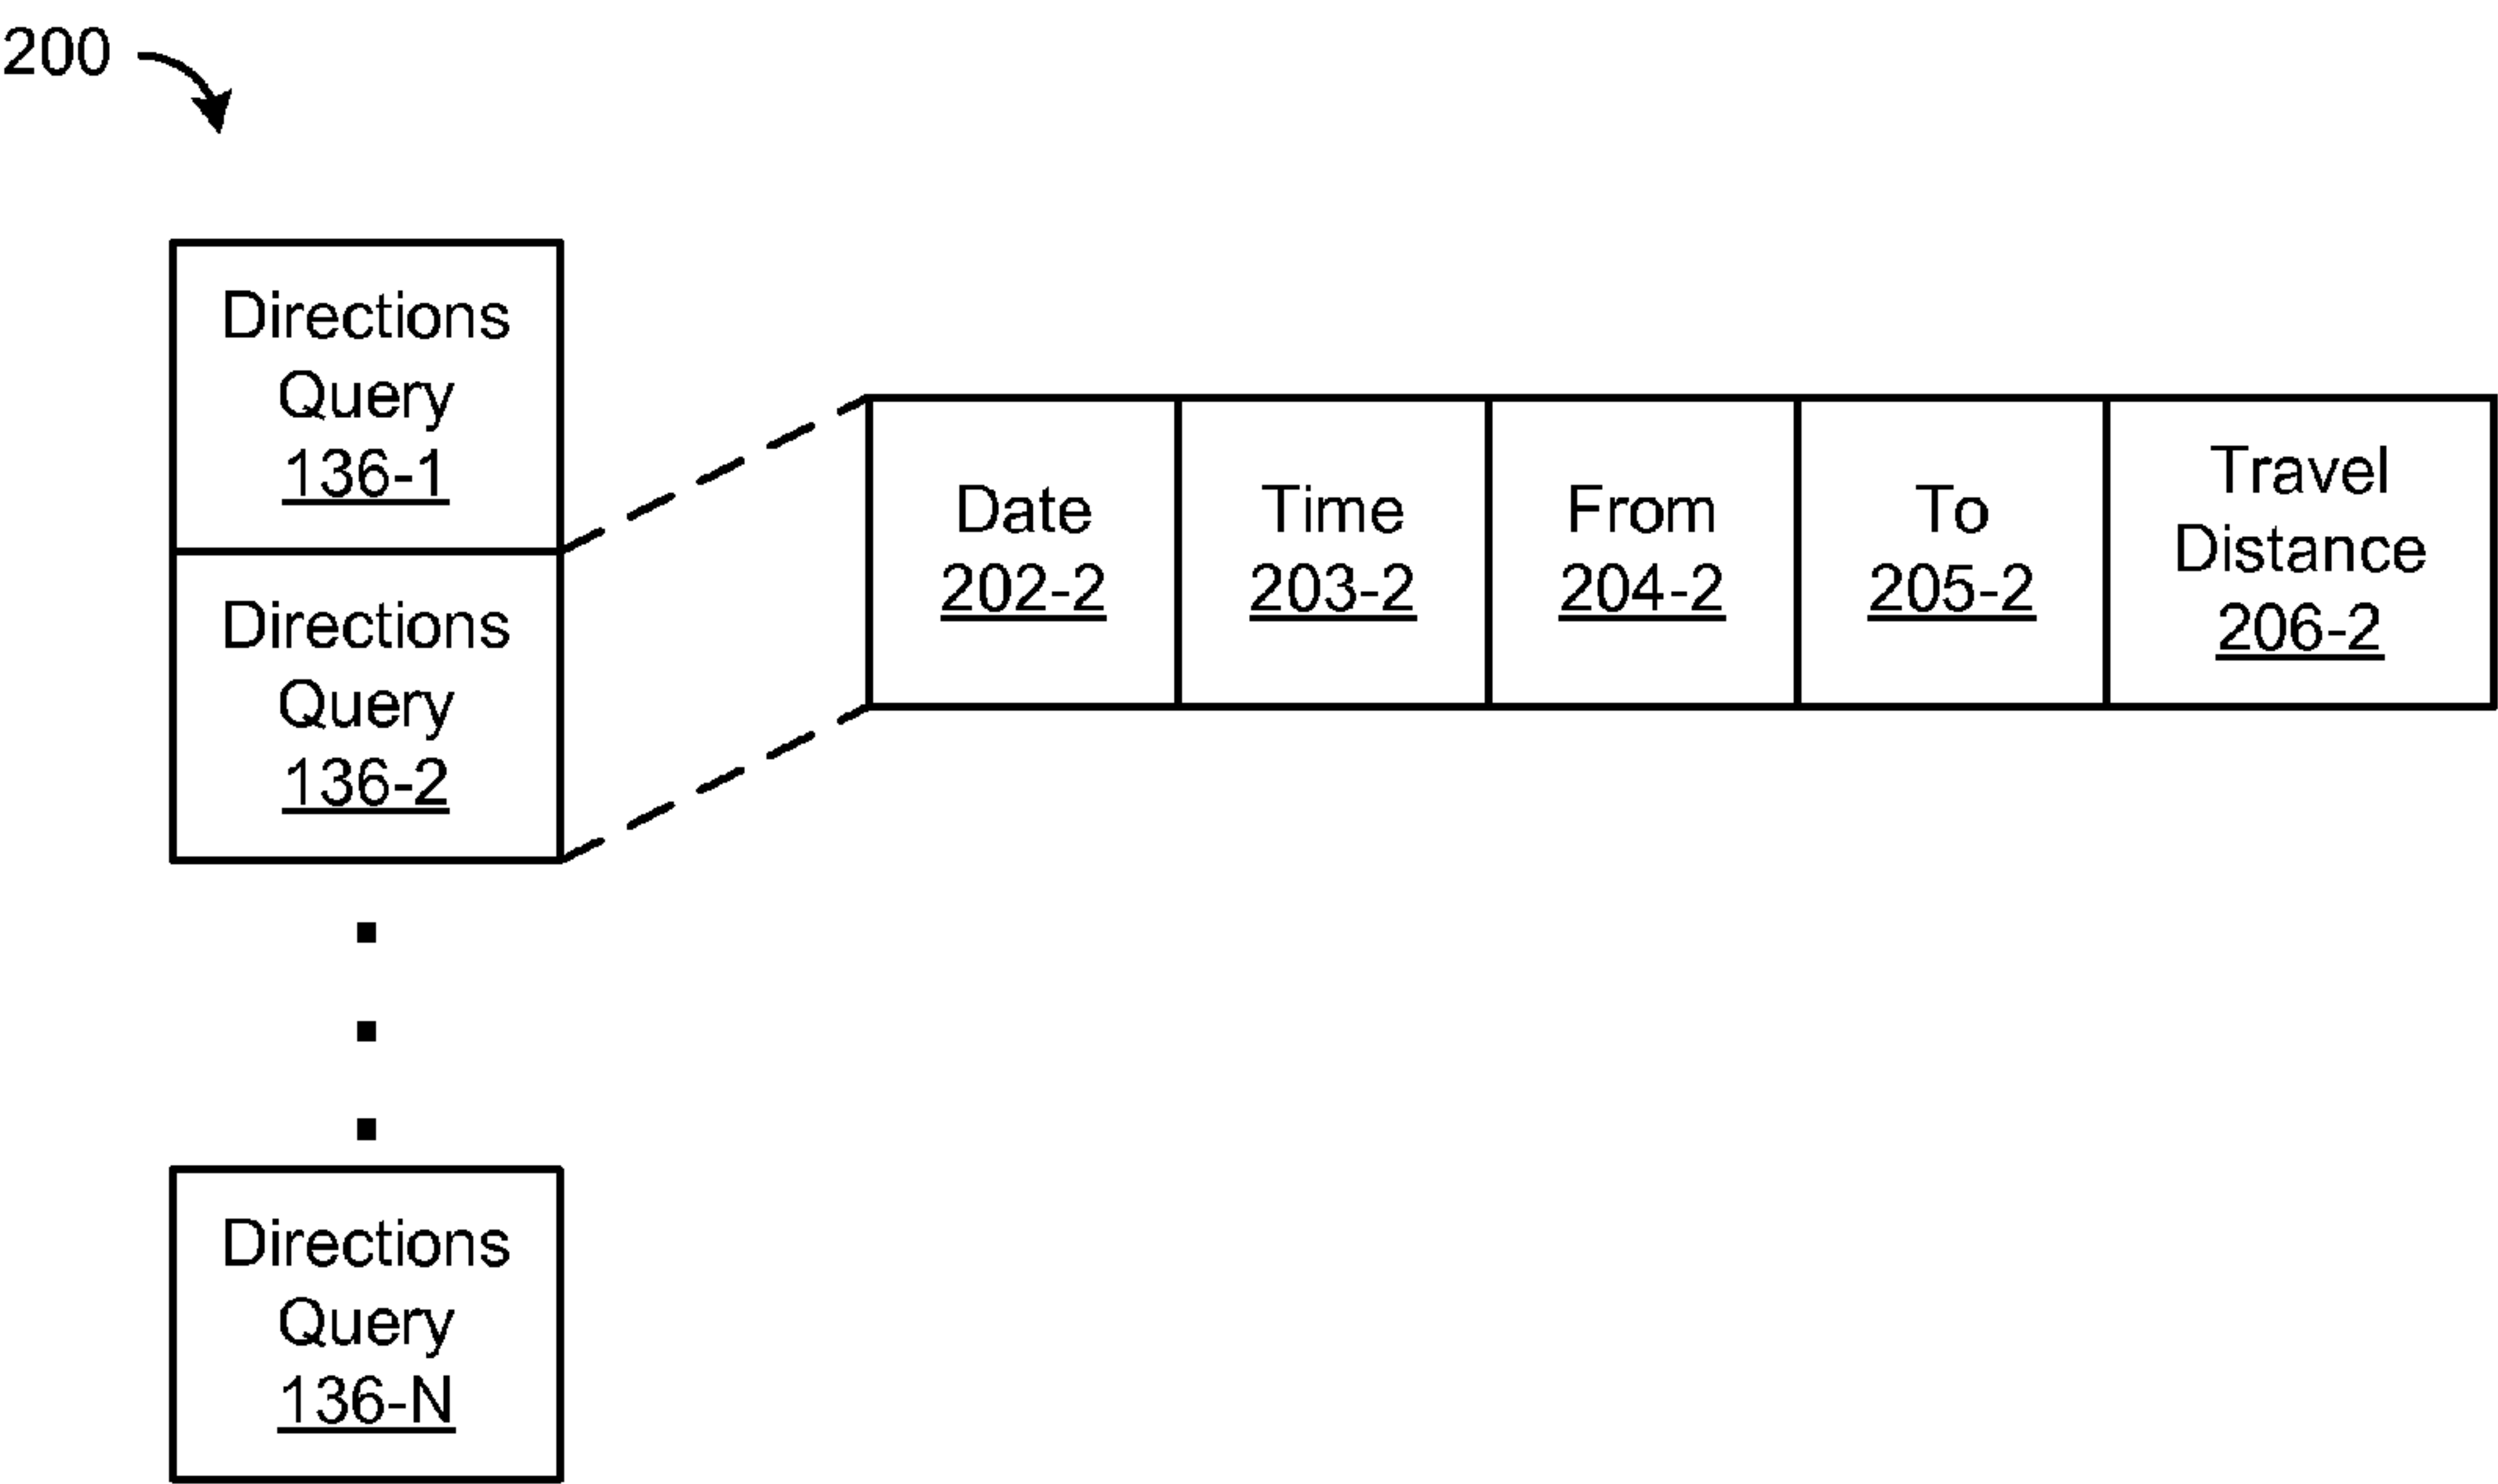 200
Directions
Query
136-1
Directions
Query
136-2
Date
202-2
Time
203-2
From
204-2
To
205-2
Travel
Distance
206-2
Directions
Query
136-N